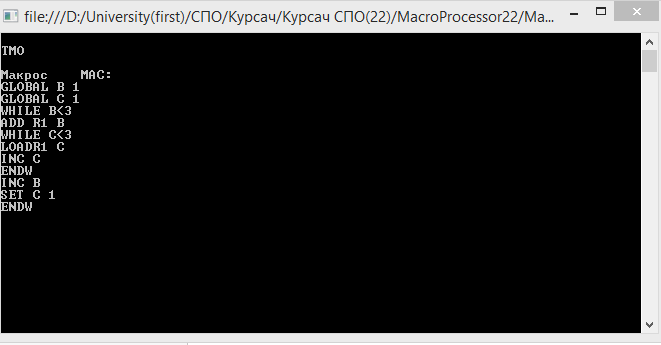 file:///D:/University(first)/СПО/Курсач/Курсач СПО(22)/MacroProcessor22/Ma...
ТМО
Макрос MAC:
GLOBAL B 1
GLOBAL C 1
WHILE B<3
ADD R1 B
WHILE C<3
LOADR1 C
INC C
ENDW
INC B
SET C 1
ENDW